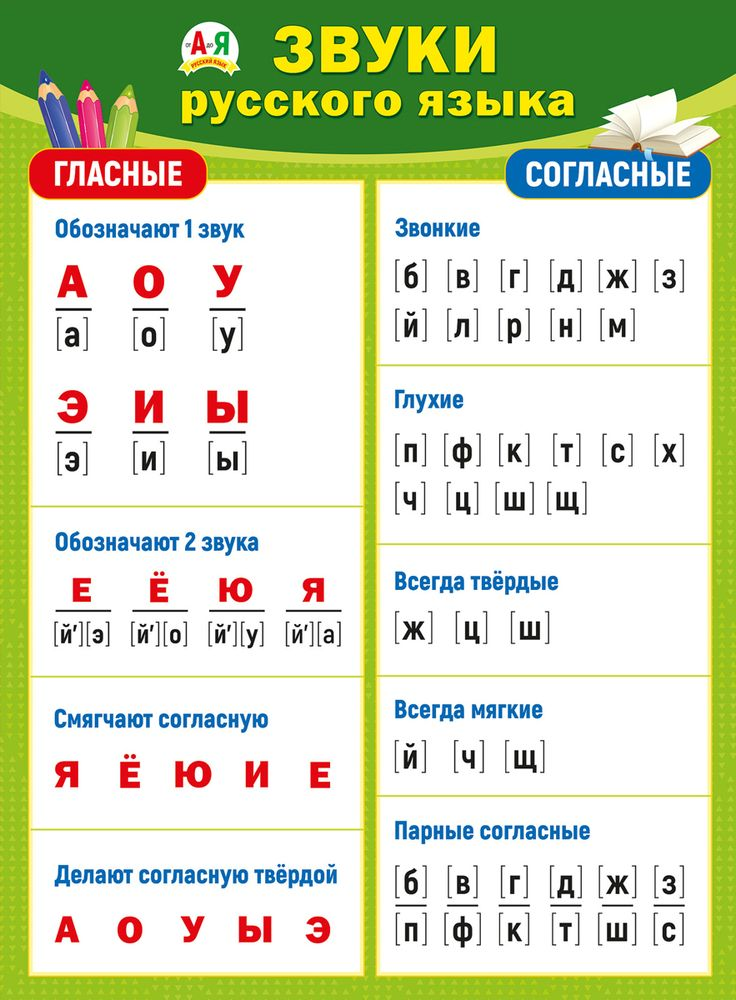 от А до Я
РУССКИЙ ЯЗЫК
ЗВУКИ
русского языка
ГЛАСНЫЕ
Обозначают 1 звук
А О У
[а] [о] [у]
Э И Ы
[э] [и] [ы]
Обозначают 2 звука
Е Ё Ю Я
[й’][э] [й’][о] [й’][у] [й’][а]
Смягчают согласную
Я Ё Ю И Е
Делают согласную твёрдой
А О У Ы Э
СОГЛАСНЫЕ
Звонкие
[б] [в] [г] [д] [ж] [з]
[й] [л] [р] [н] [м]
Глухие
[п] [ф] [к] [т] [с] [х]
[ч] [ц] [ш] [щ]
Всегда твёрдые
[ж] [ц] [ш]
Всегда мягкие
[й] [ч] [щ]
Парные согласные
[б] [в] [г] [д] [ж] [з]
[п] [ф] [к] [т] [ш] [с]